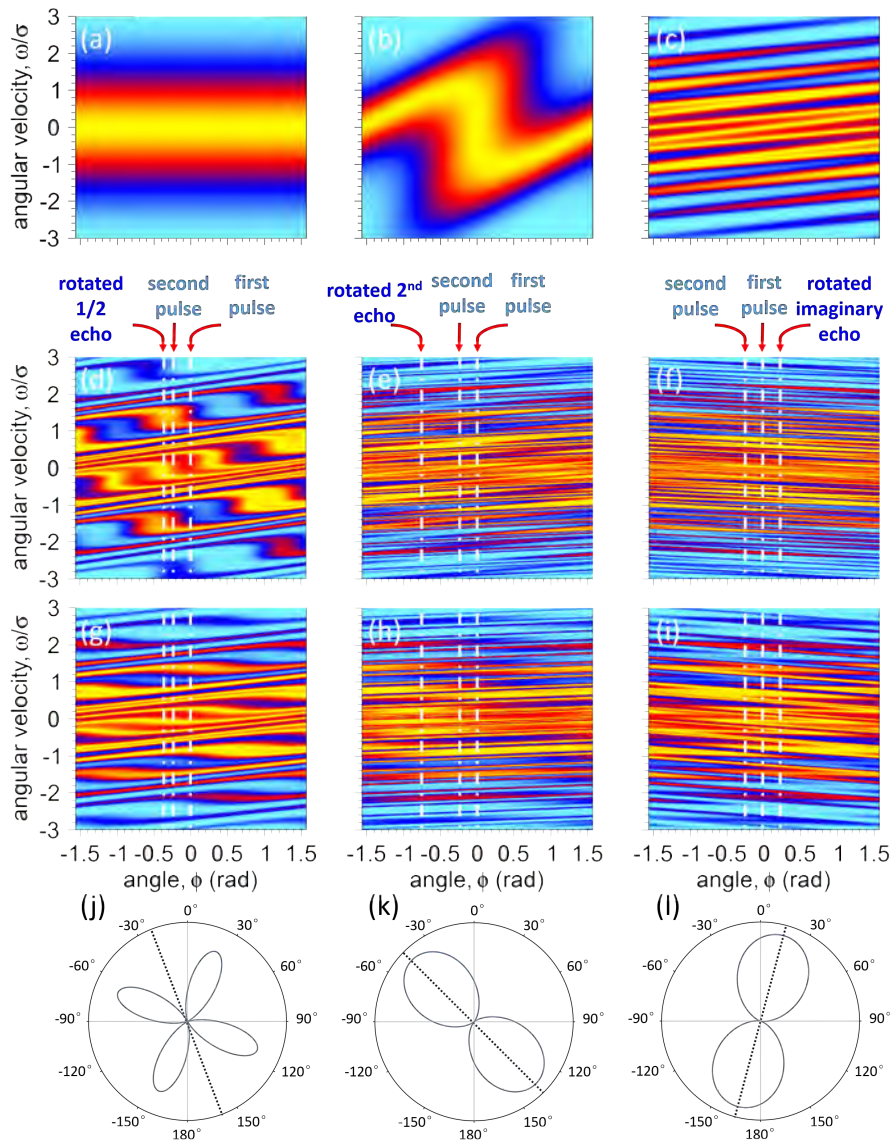 (a)
(b)
(c)
angular velocity, ω/σ
3
2
1
0
-1
-2
-3
rotated 1/2 echo
second pulse
first pulse
rotated 2nd echo
second pulse
first pulse
second pulse
first pulse
rotated imaginary echo
(d)
(e)
(f)
angular velocity, ω/σ
3
2
1
0
-1
-2
-3
(g)
(h)
(i)
angular velocity, ω/σ
3
2
1
0
-1
-2
-3
-1.5 -1 -0.5 0 0.5 1 1.5
-1.5 -1 -0.5 0 0.5 1 1.5
-1.5 -1 -0.5 0 0.5 1 1.5
angle, ϕ (rad)
angle, ϕ (rad)
angle, ϕ (rad)
(j)
0°
-30°
30°
-60°
60°
-90°
90°
-120°
120°
-150°
150°
180°
(k)
0°
-30°
30°
-60°
60°
-90°
90°
-120°
120°
-150°
150°
180°
(l)
0°
-30°
30°
-60°
60°
-90°
90°
-120°
120°
-150°
150°
180°